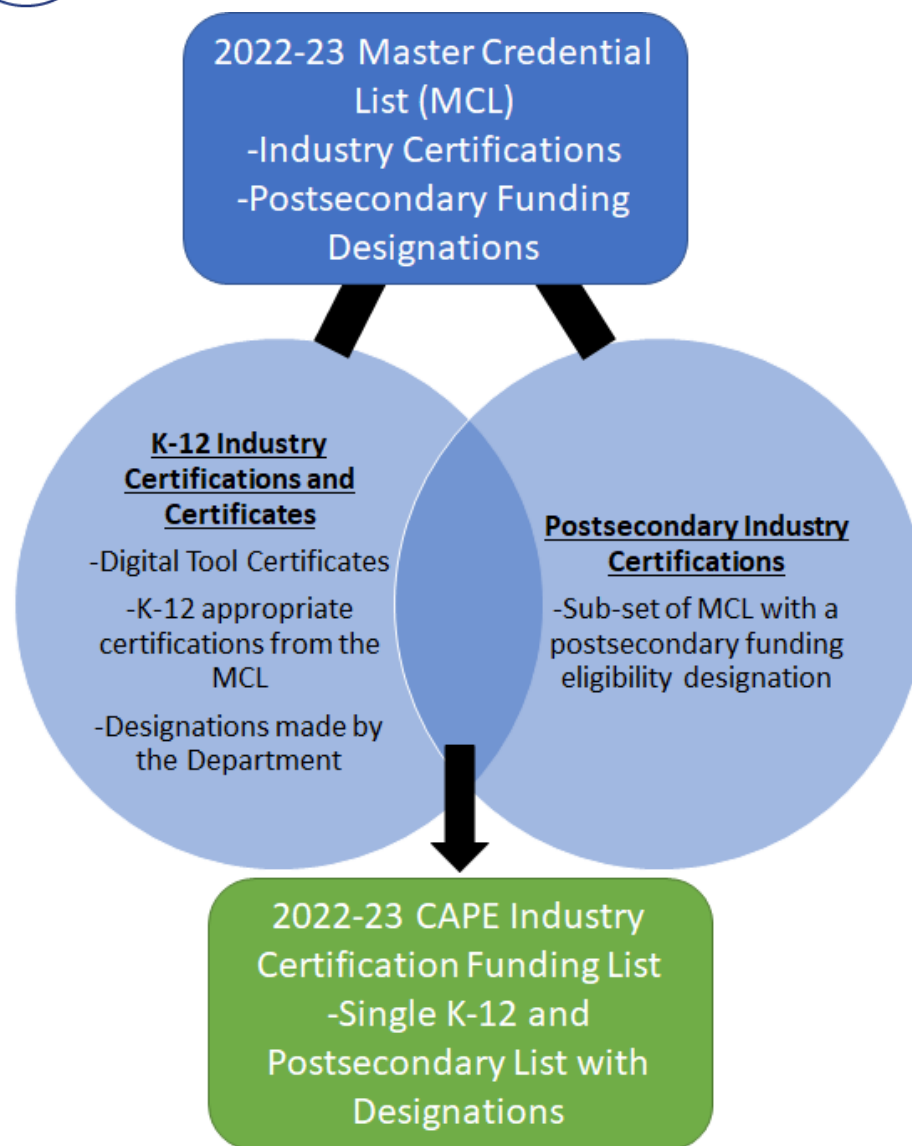 2022-23 Master Credential
List (MCL)
-Industry Certifications
-Postsecondary Funding
Designations
K-12 Industry
Certifications and
Certificates
-Digital Tool Certificates
-K-12 appropriate
certifications from the
MCL
-Designations made by
the Department
Postsecondary Industry
Certifications
-Sub-set of MCL with a
postsecondary funding
eligibility designation
2022-23 CAPE Industry
Certification Funding List
-Single K-12 and
Postsecondary List with
Designations